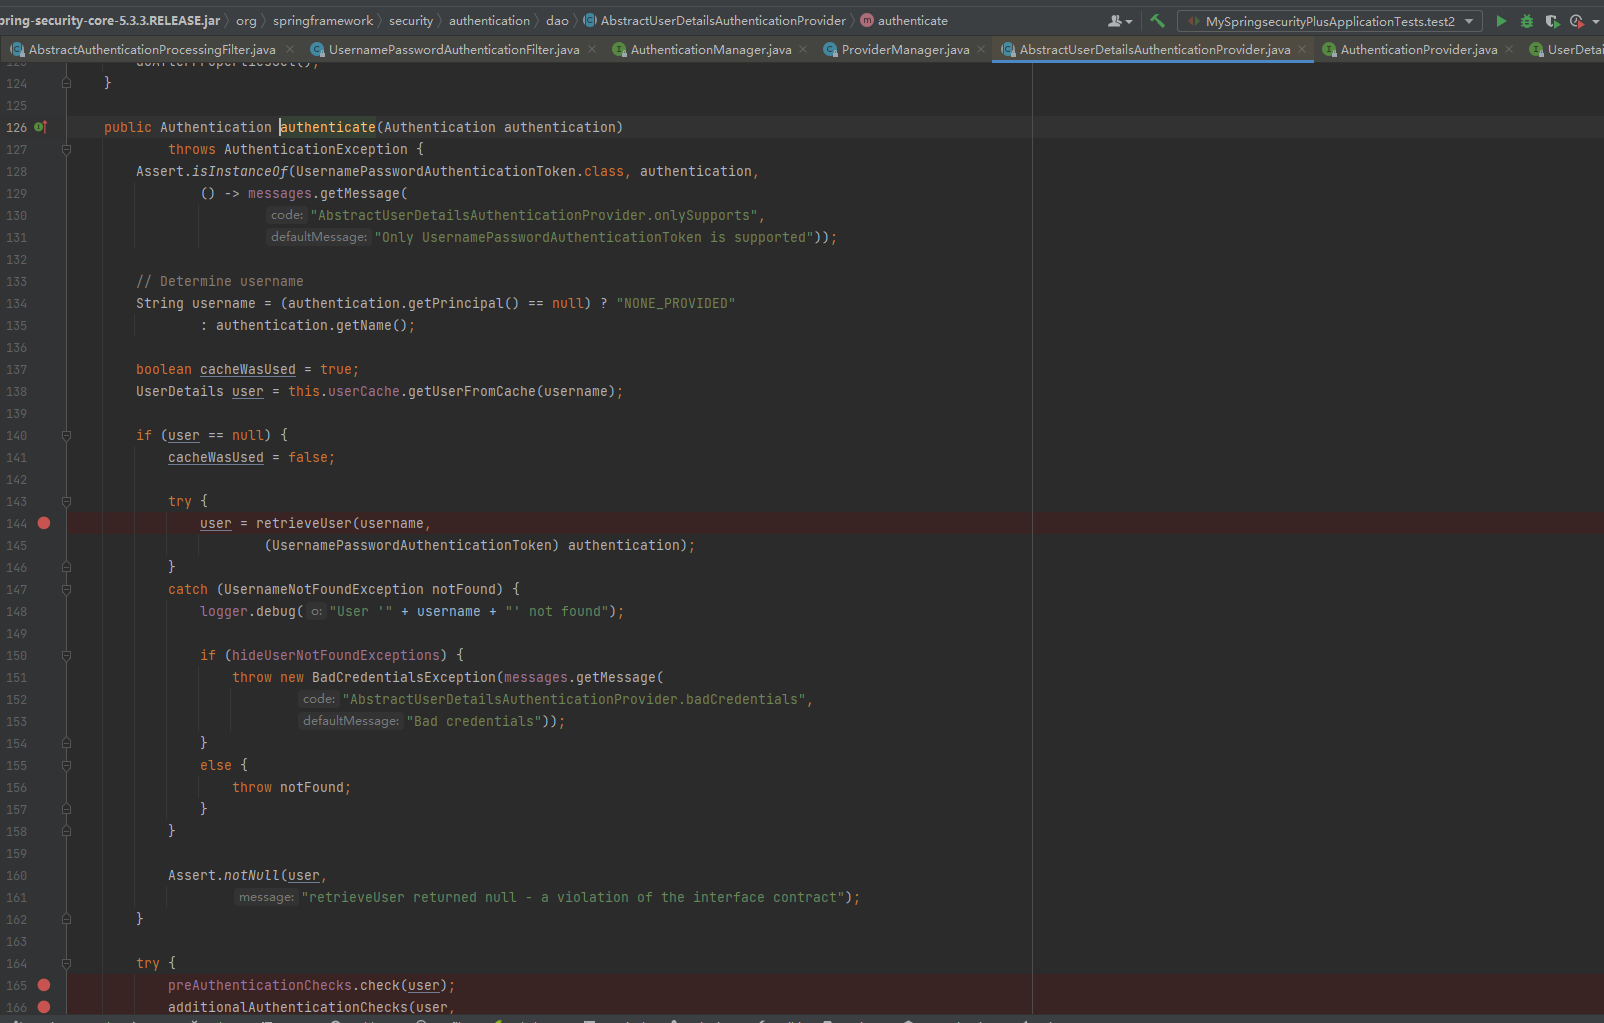 pring-security-core-5.3.3.RELEASE.jar org springframework security authentication dao AbstractUserDetailsAuthenticationProvider authenticate MySpringsecurityPlusApplicationTests.test2
AbstractAuthenticationProcessingFilter.java UsernamePasswordAuthenticationFilter.java AuthenticationManager.java ProviderManager.java AbstractUserDetailsAuthenticationProvider.java AuthenticationProvider.java UserDetai
124 }
125
126 public Authentication authenticate(Authentication authentication)
127 throws AuthenticationException {
128 Assert.isInstanceOf(UsernamePasswordAuthenticationToken.class, authentication,
129 () -> messages.getMessage(
130 code: "AbstractUserDetailsAuthenticationProvider.onlySupports",
131 defaultMessage: "Only UsernamePasswordAuthenticationToken is supported"));
132
133 // Determine username
134 String username = (authentication.getPrincipal() == null) ? "NONE_PROVIDED"
135 : authentication.getName();
136
137 boolean cacheWasUsed = true;
138 UserDetails user = this.userCache.getUserFromCache(username);
139
140 if (user == null) {
141 cacheWasUsed = false;
142
143 try {
144 user = retrieveUser(username,
145 (UsernamePasswordAuthenticationToken) authentication);
146 }
147 catch (UsernameNotFoundException notFound) {
148 logger.debug( o: "User '" + username + "' not found");
149
150 if (hideUserNotFoundExceptions) {
151 throw new BadCredentialsException(messages.getMessage(
152 code: "AbstractUserDetailsAuthenticationProvider.badCredentials",
153 defaultMessage: "Bad credentials"));
154 }
155 else {
156 throw notFound;
157 }
158 }
159
160 Assert.notNull(user,
161 message: "retrieveUser returned null - a violation of the interface contract");
162 }
163
164 try {
165 preAuthenticationChecks.check(user);
166 additionalAuthenticationChecks(user,